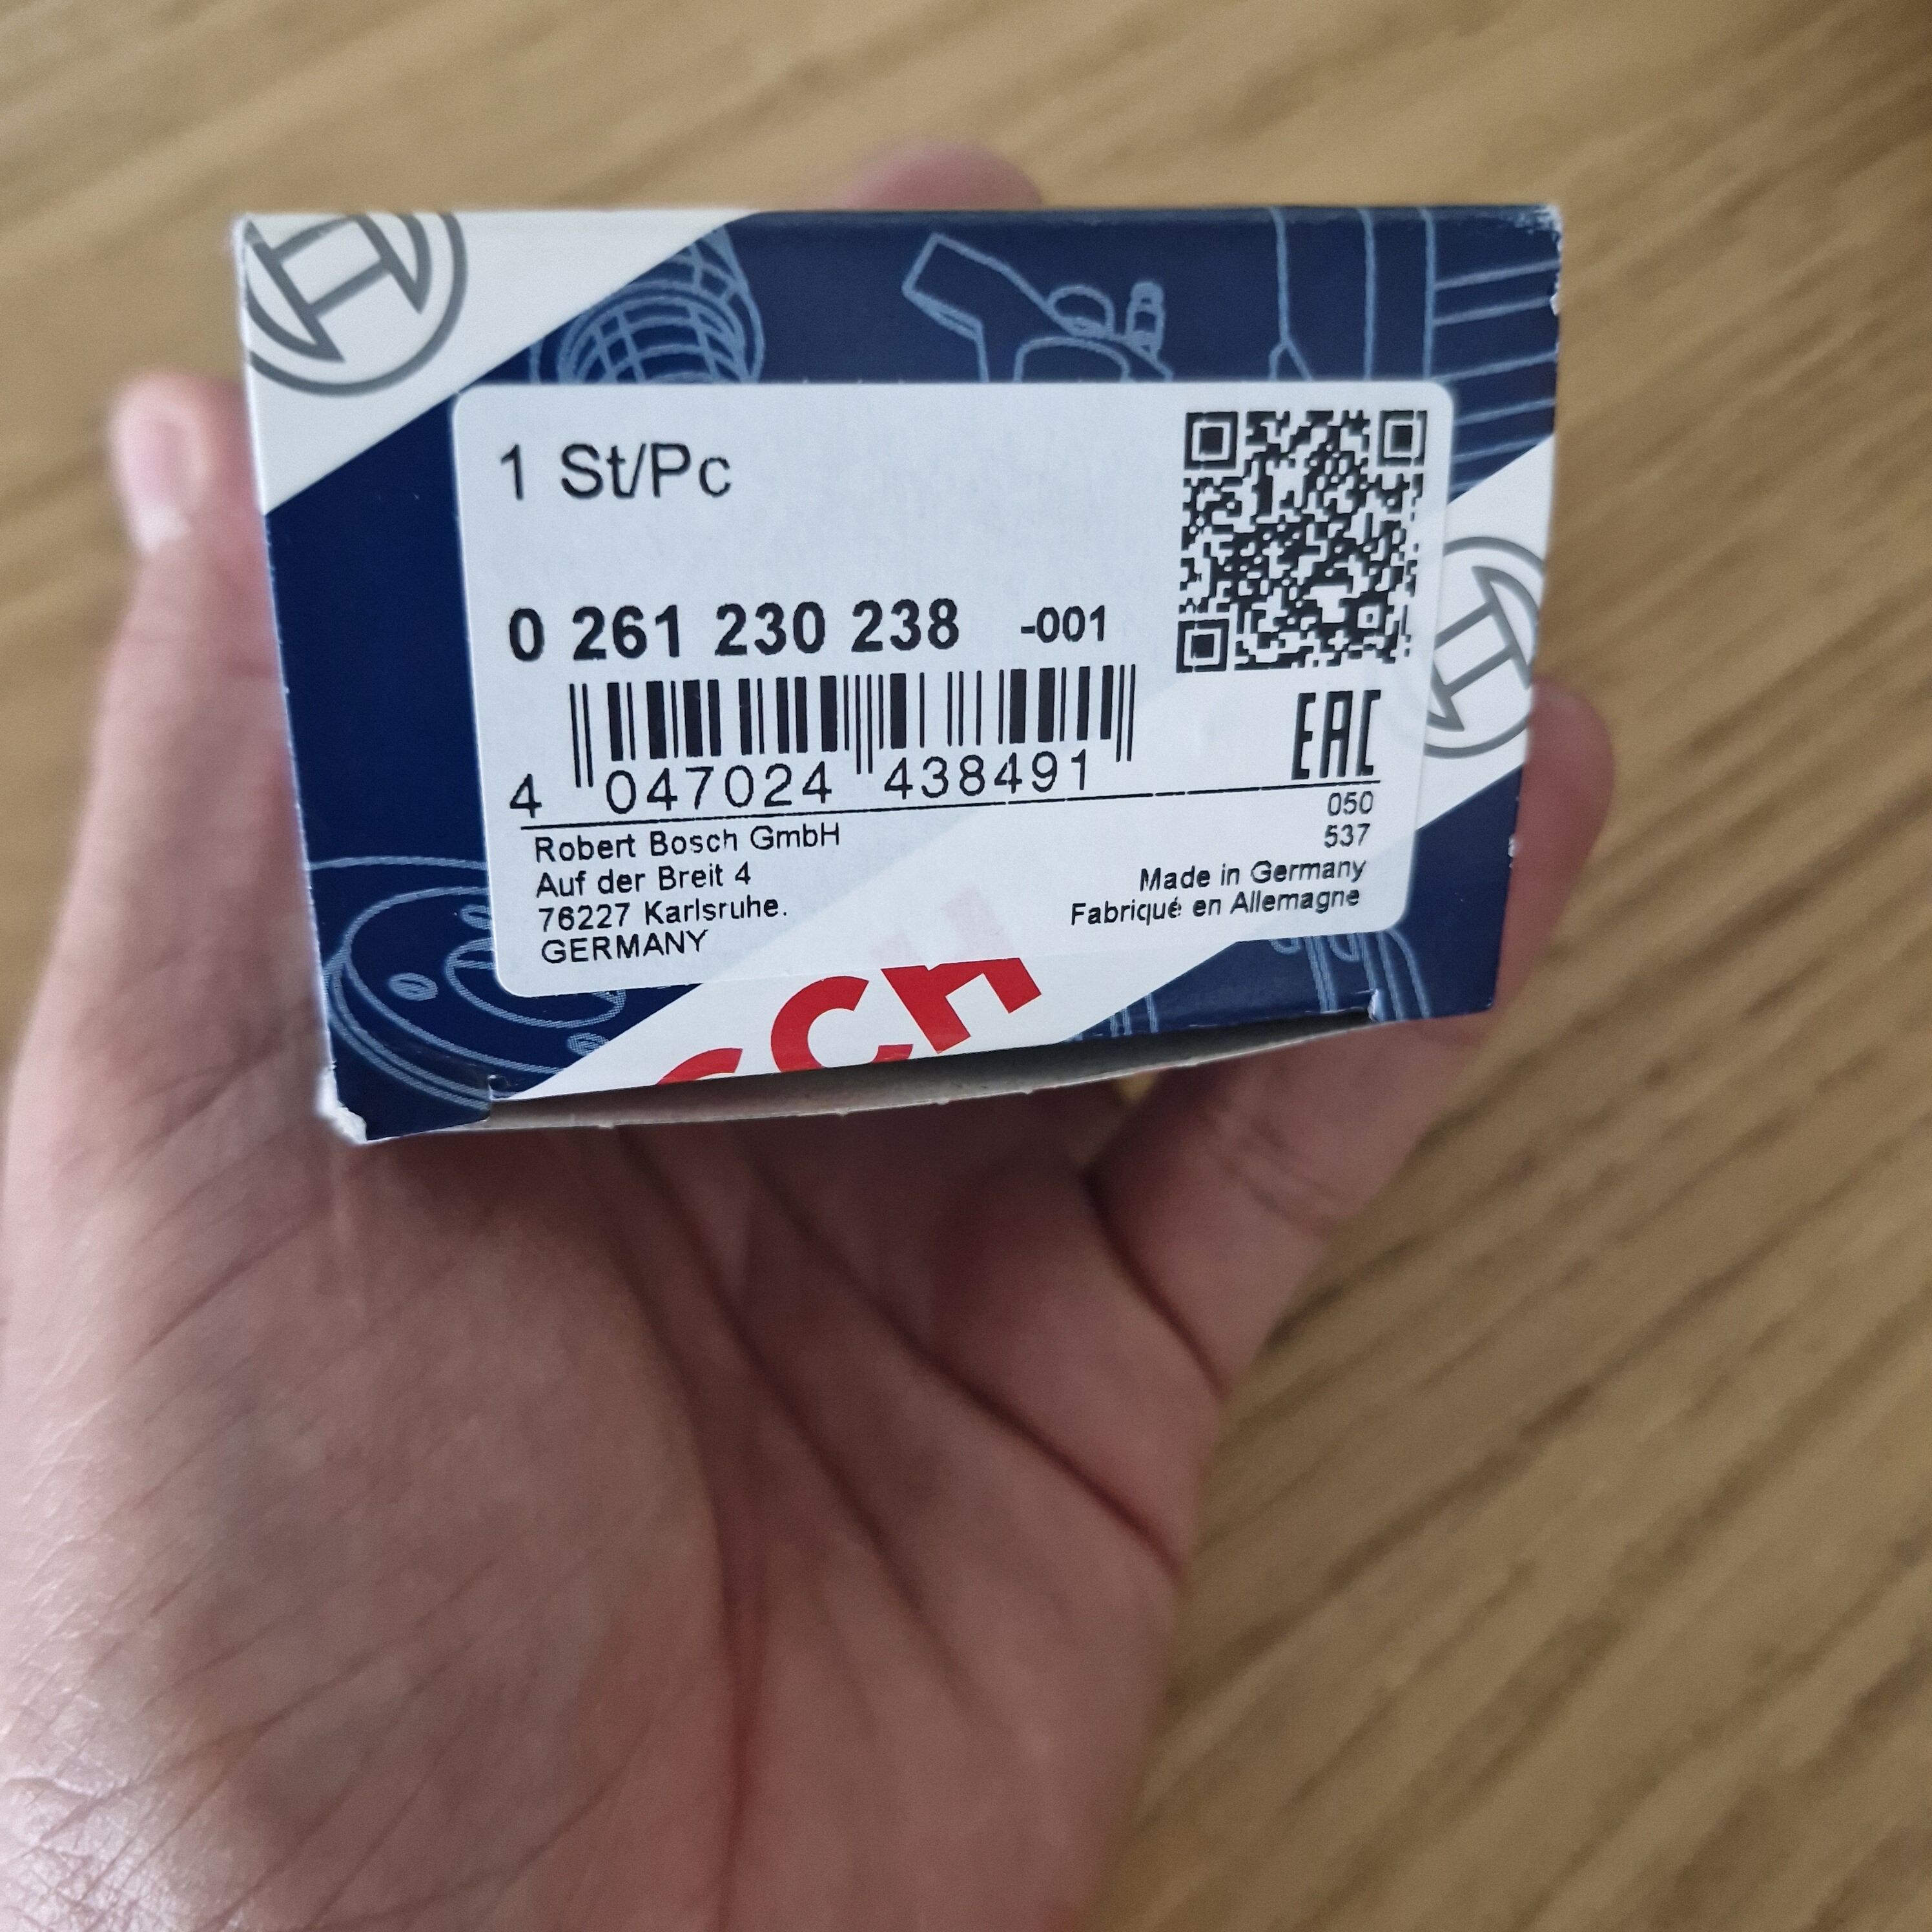 1 St/Pc
0 261 230 238 -001
4 047024 438491
EAC
050
537
Robert Bosch GmbH
Auf der Breit 4
76227 Karlsruhe.
GERMANY
Made in Germany
Fabriqué en Allemagne
SCH